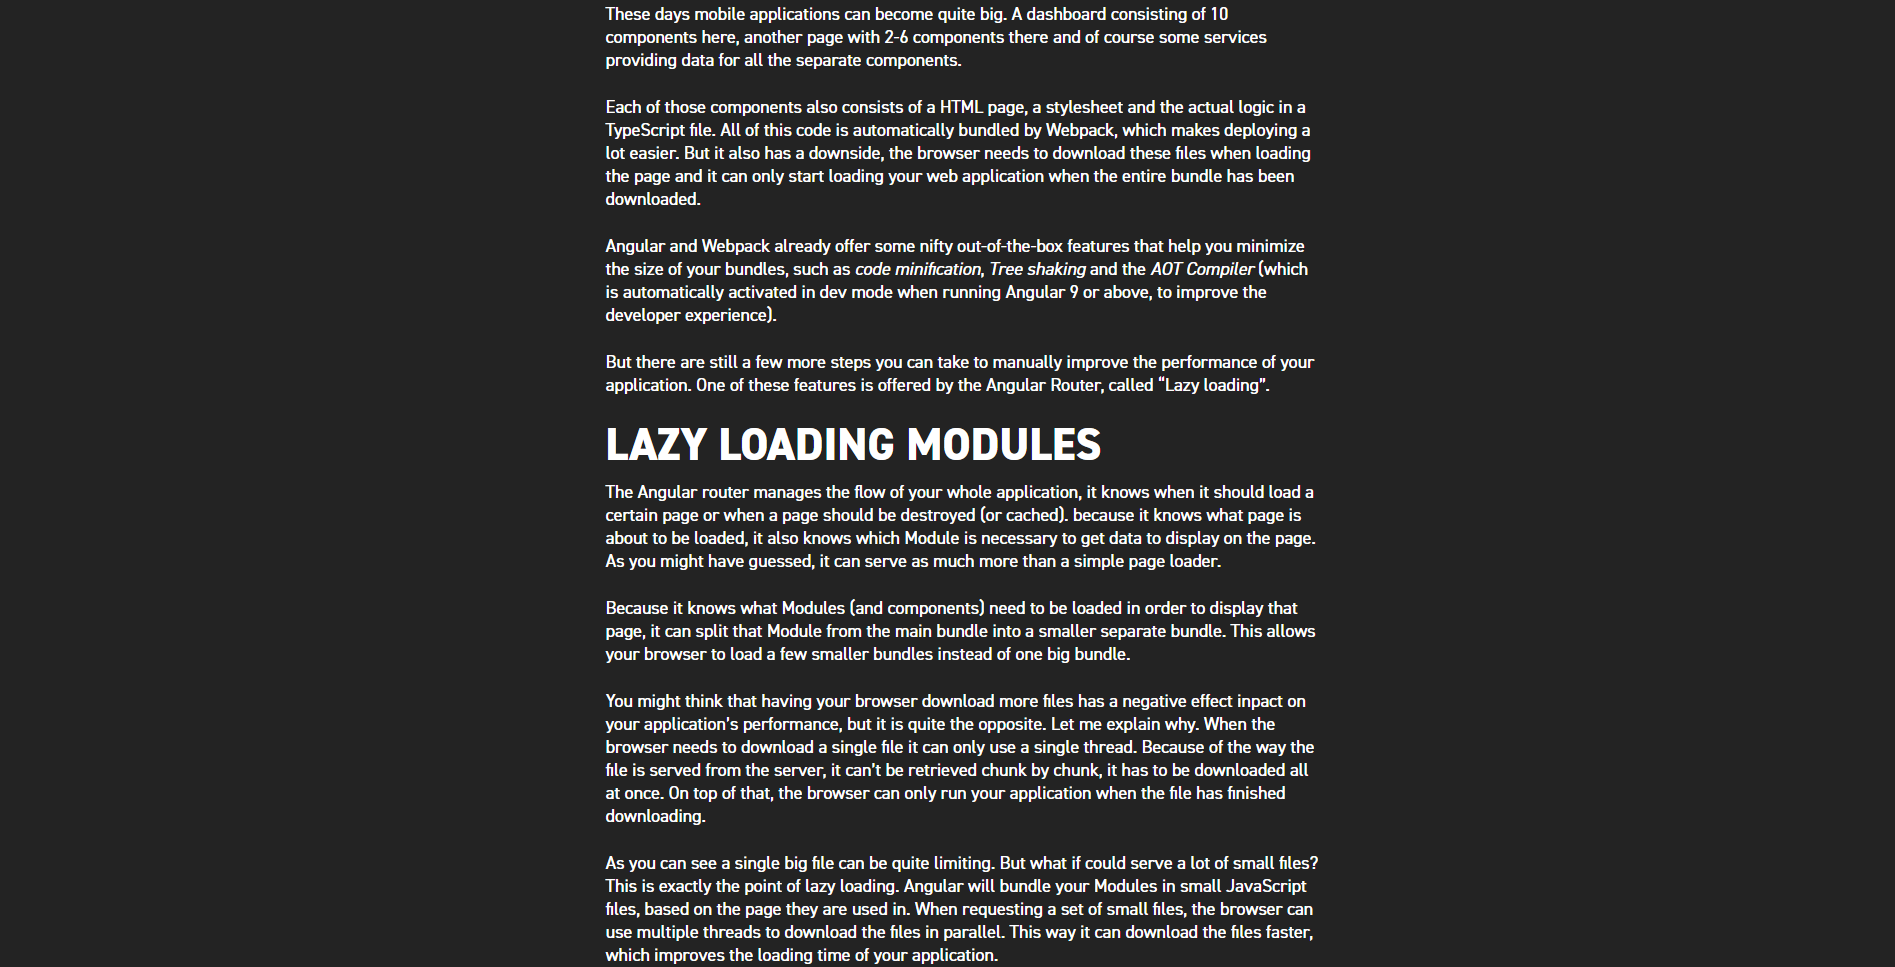 These days mobile applications can become quite big. A dashboard consisting of 10
components here, another page with 2-6 components there and of course some services
providing data for all the separate components.
Each of those components also consists of a HTML page, a stylesheet and the actual logic in a
TypeScript file. All of this code is automatically bundled by Webpack, which makes deploying a
lot easier. But it also has a downside, the browser needs to download these files when loading
the page and it can only start loading your web application when the entire bundle has been
downloaded.
Angular and Webpack already offer some nifty out-of-the-box features that help you minimize
the size of your bundles, such as code minification, Tree shaking and the AOT Compiler (which
is automatically activated in dev mode when running Angular 9 or above, to improve the
developer experience).
But there are still a few more steps you can take to manually improve the performance of your
application. One of these features is offered by the Angular Router, called “Lazy loading”.
LAZY LOADING MODULES
The Angular router manages the flow of your whole application, it knows when it should load a
certain page or when a page should be destroyed (or cached). because it knows what page is
about to be loaded, it also knows which Module is necessary to get data to display on the page.
As you might have guessed, it can serve as much more than a simple page loader.
Because it knows what Modules (and components) need to be loaded in order to display that
page, it can split that Module from the main bundle into a smaller separate bundle. This allows
your browser to load a few smaller bundles instead of one big bundle.
You might think that having your browser download more files has a negative effect inpact on
your application’s performance, but it is quite the opposite. Let me explain why. When the
browser needs to download a single file it can only use a single thread. Because of the way the
file is served from the server, it can’t be retrieved chunk by chunk, it has to be downloaded all
at once. On top of that, the browser can only run your application when the file has finished
downloading.
As you can see a single big file can be quite limiting. But what if could serve a lot of small files?
This is exactly the point of lazy loading. Angular will bundle your Modules in small JavaScript
files, based on the page they are used in. When requesting a set of small files, the browser can
use multiple threads to download the files in parallel. This way it can download the files faster,
which improves the loading time of your application.